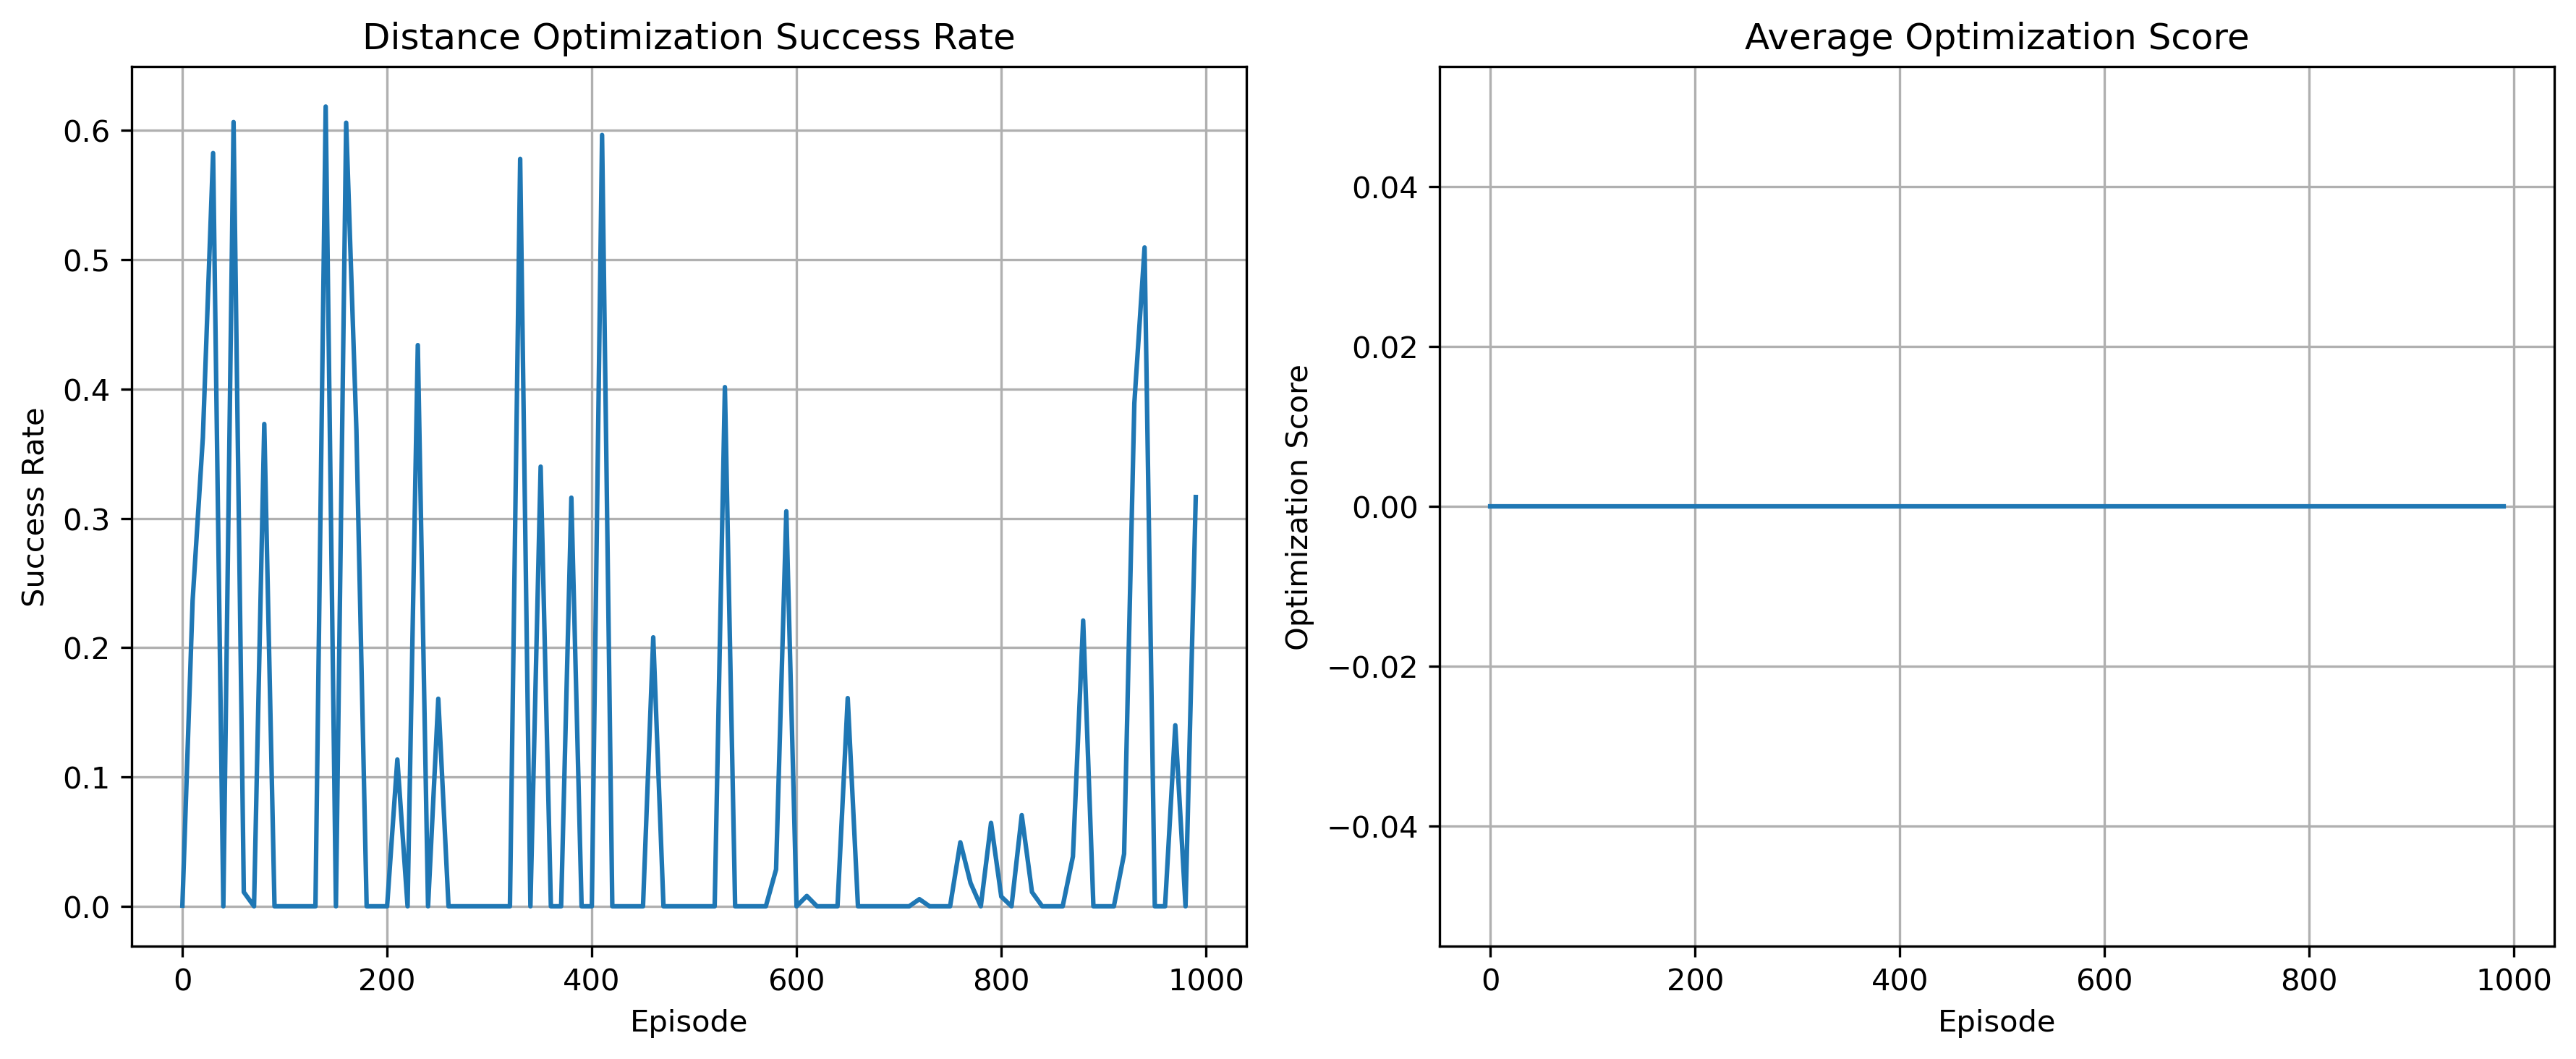 Distance Optimization Success Rate
Success Rate
0.6
0.5
0.4
0.3
0.2
0.1
0.0
0 200 400 600 800 1000
Episode
Average Optimization Score
Optimization Score
0.04
0.02
0.00
−0.02
−0.04
0 200 400 600 800 1000
Episode